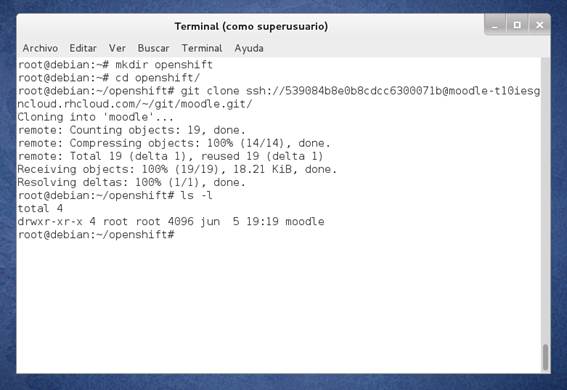 Terminal (como superusuario)
Archivo Editar Ver Buscar Terminal Ayuda
root@debian:~# mkdir openshift
root@debian:~# cd openshift/
root@debian:~/openshift# git clone ssh://539084b8e0b8cdcc6300071b@moodle-t10iesg
ncloud.rhcloud.com/~/git/moodle.git/
Cloning into 'moodle'...
remote: Counting objects: 19, done.
remote: Compressing objects: 100% (14/14), done.
remote: Total 19 (delta 1), reused 19 (delta 1)
Receiving objects: 100% (19/19), 18.21 KiB, done.
Resolving deltas: 100% (1/1), done.
root@debian:~/openshift# ls -l
total 4
drwxr-xr-x 4 root root 4096 jun  5 19:19 moodle
root@debian:~/openshift#